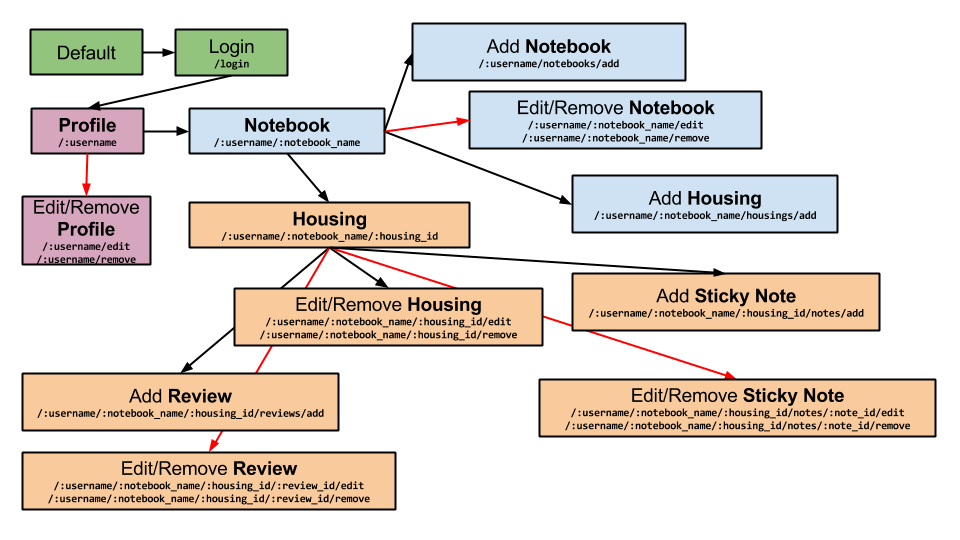 Default
Login
/login
Add Notebook
/:username/notebooks/add
Edit/Remove Notebook
/:username/:notebook_name/edit
/:username/:notebook_name/remove
Profile
/:username
Notebook
/:username/:notebook_name
Add Housing
/:username/:notebook_name/housings/add
Edit/Remove
Profile
/:username/edit
/:username/remove
Housing
/:username/:notebook_name/:housing_id
Add Sticky Note
/:username/:notebook_name/:housing_id/notes/add
Edit/Remove Housing
/:username/:notebook_name/:housing_id/edit
/:username/:notebook_name/:housing_id/remove
Add Review
/:username/:notebook_name/:housing_id/reviews/add
Edit/Remove Sticky Note
/:username/:notebook_name/:housing_id/notes/:note_id/edit
/:username/:notebook_name/:housing_id/notes/:note_id/remove
Edit/Remove Review
/:username/:notebook_name/:housing_id/:review_id/edit
/:username/:notebook_name/:housing_id/:review_id/remove